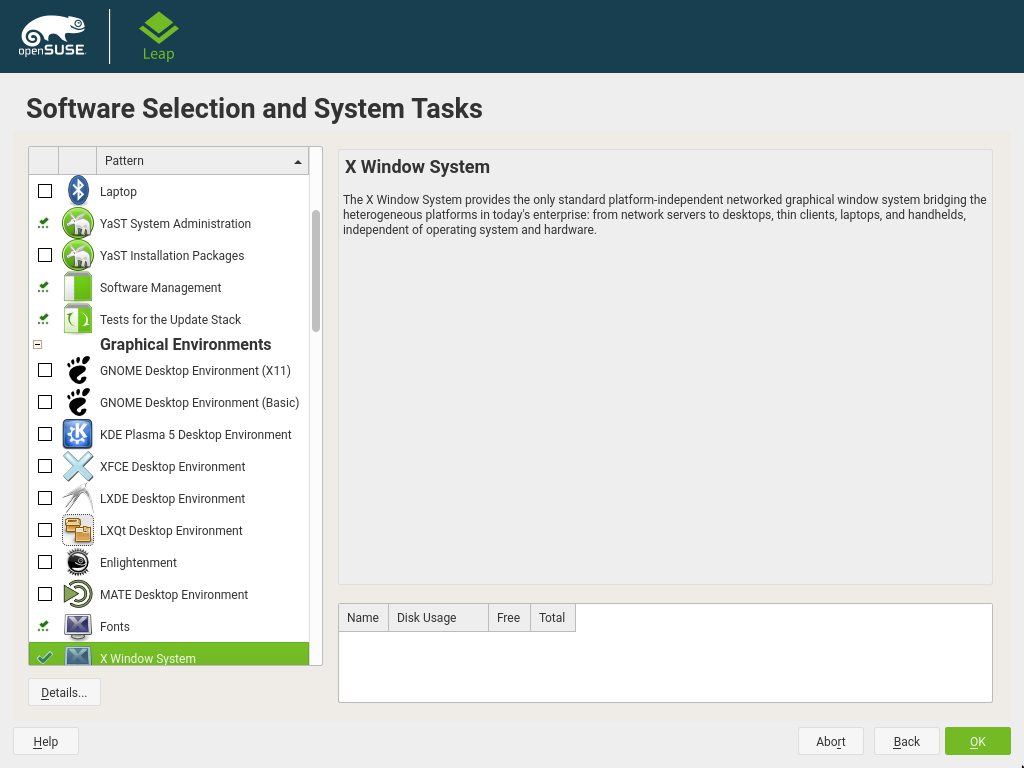 openSUSE
Leap
Software Selection and System Tasks
Pattern
Laptop
YaST System Administration
YaST Installation Packages
Software Management
Tests for the Update Stack
Graphical Environments
GNOME Desktop Environment (X11)
GNOME Desktop Environment (Basic)
KDE Plasma 5 Desktop Environment
XFCE Desktop Environment
LXDE Desktop Environment
LXQt Desktop Environment
Enlightenment
MATE Desktop Environment
Fonts
X Window System
Details...
X Window System
The X Window System provides the only standard platform-independent networked graphical window system bridging the
heterogeneous platforms in today's enterprise: from network servers to desktops, thin clients, laptops, and handhelds,
independent of operating system and hardware.
Name Disk Usage Free Total
Help Abort Back OK